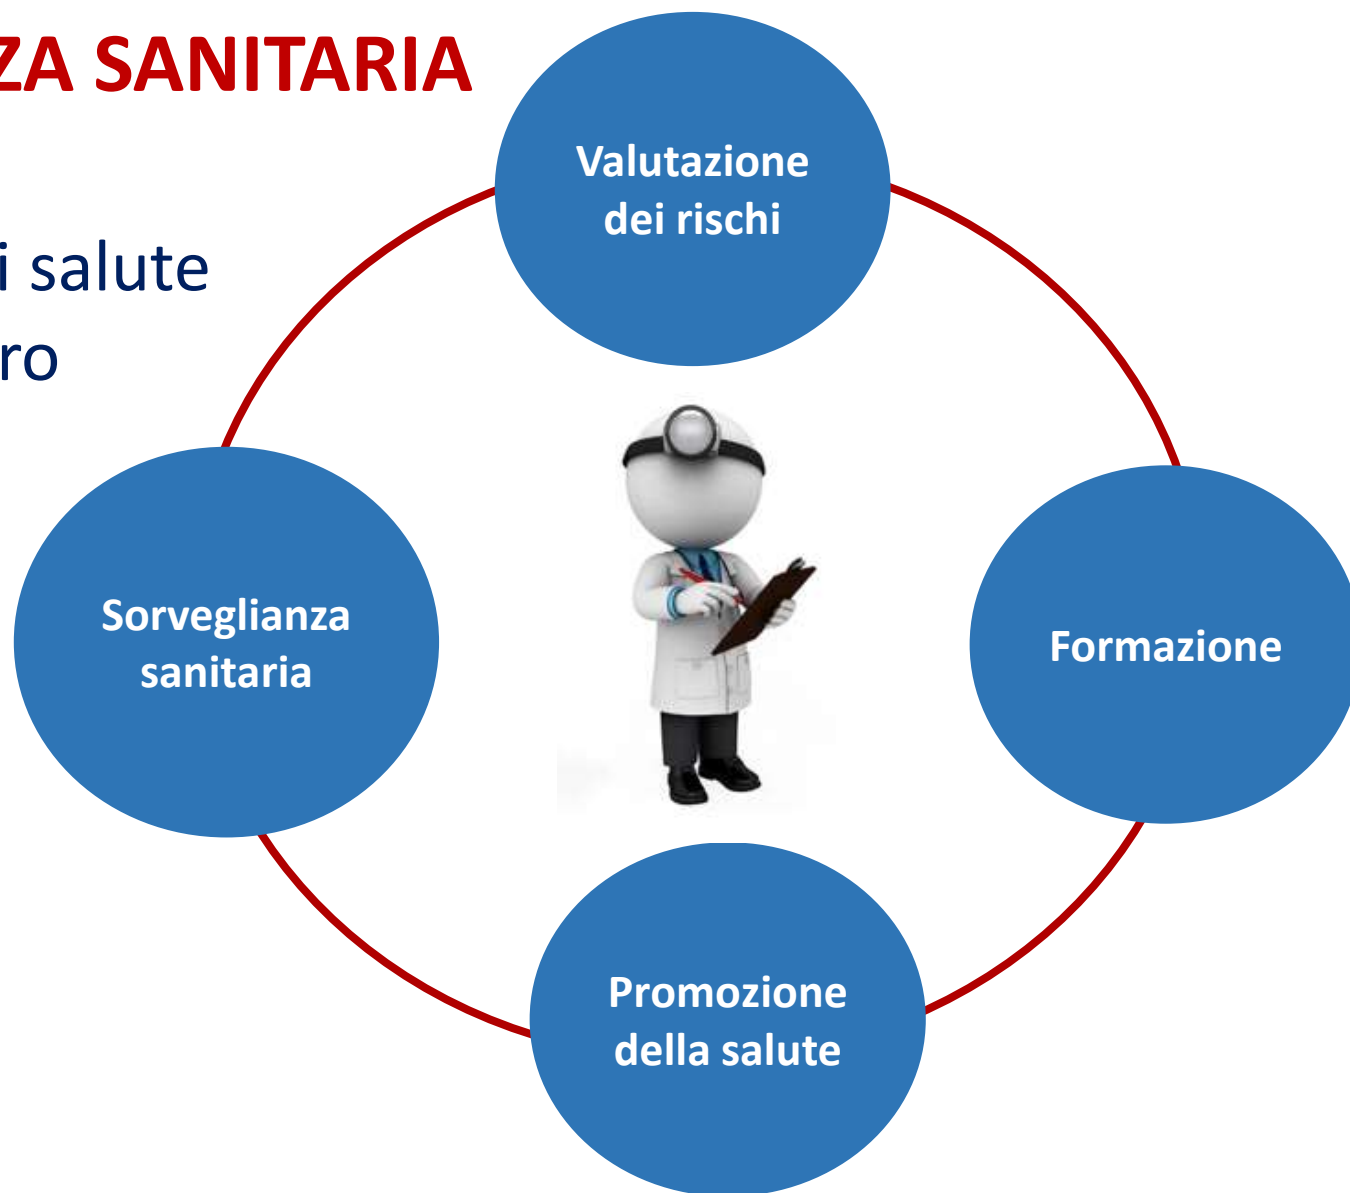 ZA SANITARIA
i salute
ro
Valutazione
dei rischi
Sorveglianza
sanitaria
Formazione
Promozione
della salute